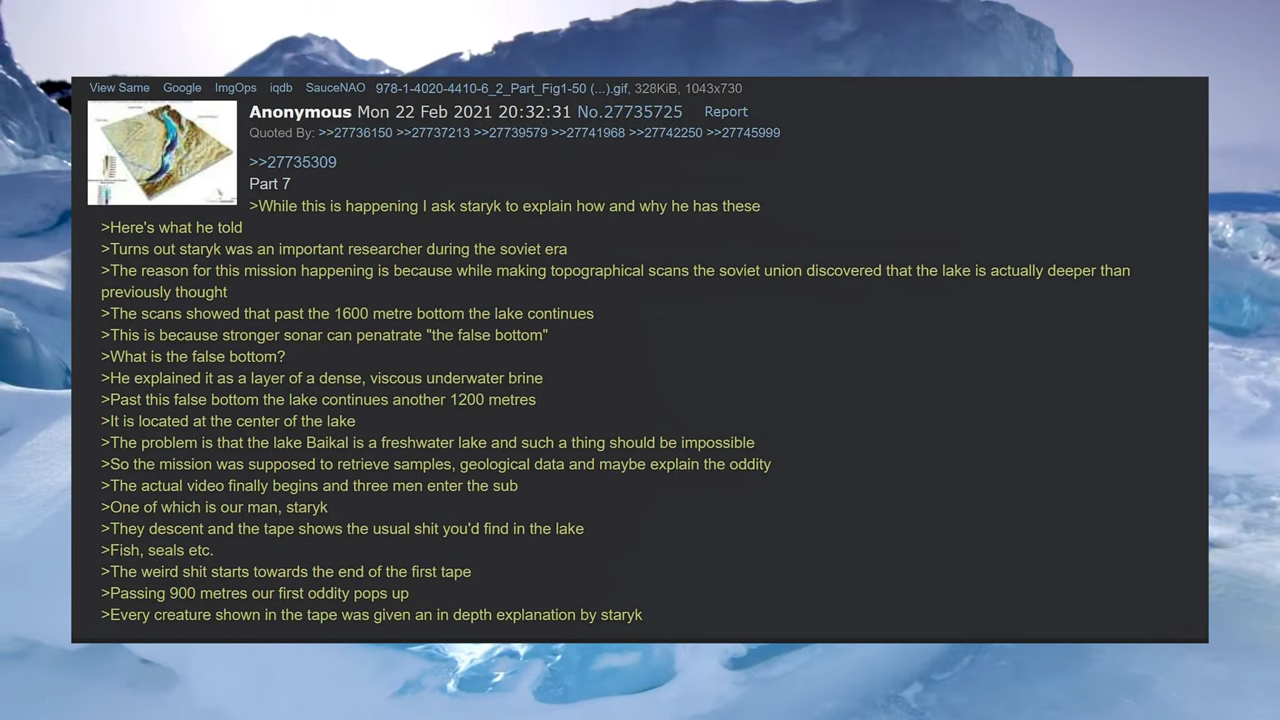 View Same Google ImgOps iqdb SauceNAO 978-1-4020-4410-6_2_Part_Fig1-50 (...).gif, 328KiB, 1043x730
Anonymous Mon 22 Feb 2021 20:32:31 No.27735725 Report
Quoted By: >>27736150 >>27737213 >>27739579 >>27741968 >>27742250 >>27745999
>>27735309
Part 7
>While this is happening I ask staryk to explain how and why he has these
>Here's what he told
>Turns out staryk was an important researcher during the soviet era
>The reason for this mission happening is because while making topographical scans the soviet union discovered that the lake is actually deeper than
previously thought
>The scans showed that past the 1600 metre bottom the lake continues
>This is because stronger sonar can penatrate "the false bottom"
>What is the false bottom?
>He explained it as a layer of a dense, viscous underwater brine
>Past this false bottom the lake continues another 1200 metres
>It is located at the center of the lake
>The problem is that the lake Baikal is a freshwater lake and such a thing should be impossible
>So the mission was supposed to retrieve samples, geological data and maybe explain the oddity
>The actual video finally begins and three men enter the sub
>One of which is our man, staryk
>They descent and the tape shows the usual shit you'd find in the lake
>Fish, seals etc.
>The weird shit starts towards the end of the first tape
>Passing 900 metres our first oddity pops up
>Every creature shown in the tape was given an in depth explanation by staryk